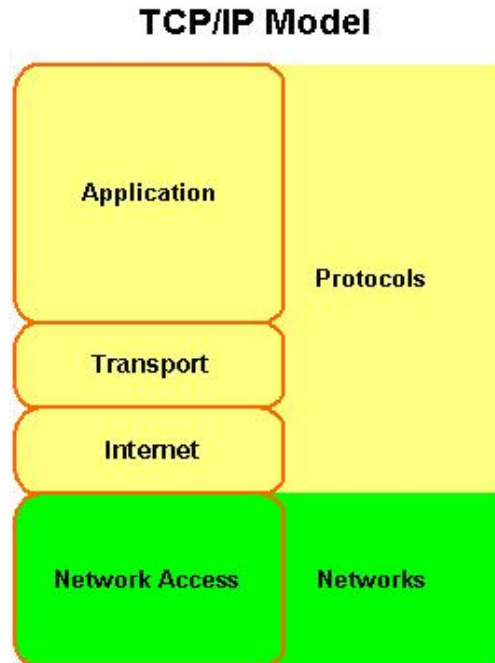 TCP/IP Model
Application
Protocols
Transport
Internet
Network Access
Networks